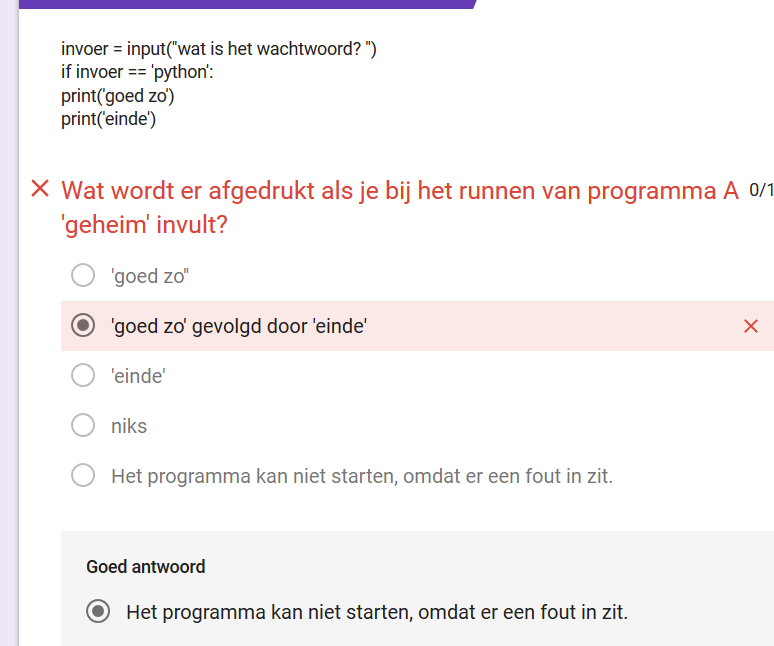 invoer = input("wat is het wachtwoord? ")
if invoer == 'python':
print('goed zo')
print('einde')
Wat wordt er afgedrukt als je bij het runnen van programma A 0/1
'geheim' invult?
'goed zo"
'goed zo' gevolgd door 'einde'
'einde'
niks
Het programma kan niet starten, omdat er een fout in zit.
Goed antwoord
Het programma kan niet starten, omdat er een fout in zit.